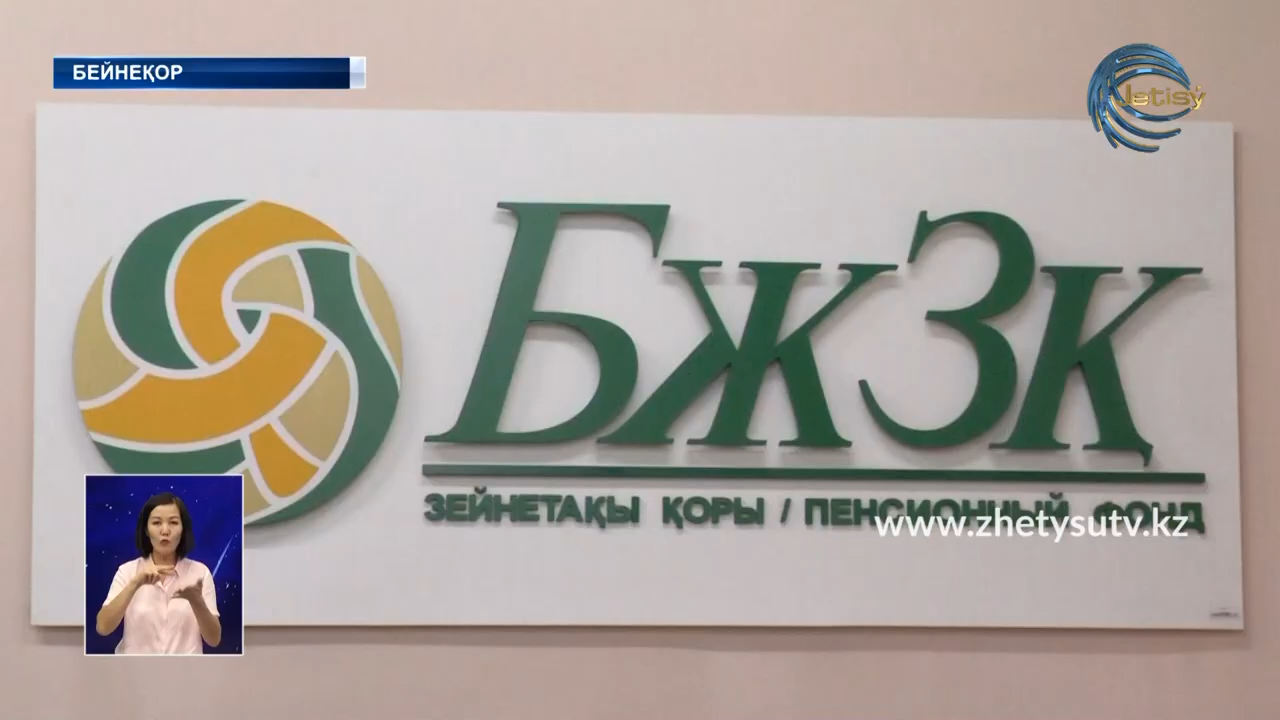 БЕЙНЕҚОР
Jetisý
БЖЗҚ
ЗЕЙНЕТАҚЫ ҚОРЫ / ПЕНСИОННЫЙ ФОНД
www.zhetysutv.kz